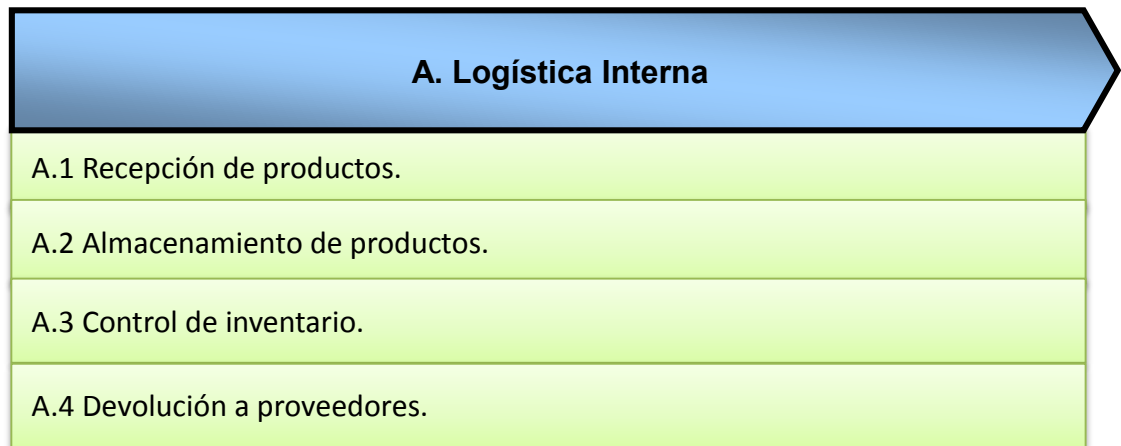 A. Logística Interna
A.1 Recepción de productos.
A.2 Almacenamiento de productos.
A.3 Control de inventario.
A.4 Devolución a proveedores.